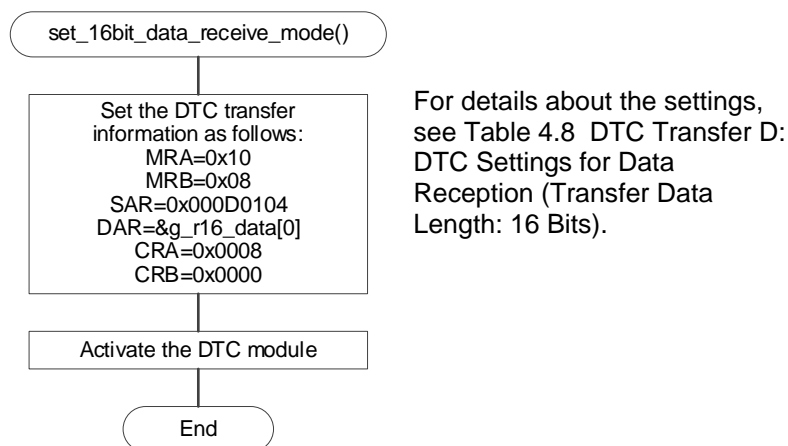 set_16bit_data_receive_mode()
Set the DTC transfer
information as follows:
MRA=0x10
MRB=0x08
SAR=0x000D0104
DAR=&g_r16_data[0]
CRA=0x0008
CRB=0x0000
For details about the settings,
see Table 4.8 DTC Transfer D:
DTC Settings for Data
Reception (Transfer Data
Length: 16 Bits).
Activate the DTC module
End